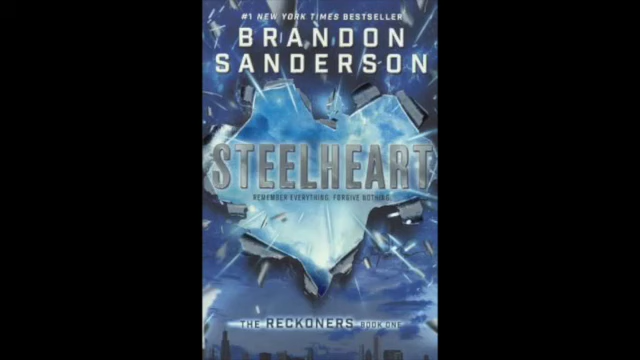 #1 NEW YORK TIMES BESTSELLER
BRANDON
SANDERSON
STEELHEART
REMEMBER EVERYTHING. FORGIVE NOTHING.
THE RECKONERS BOOK ONE